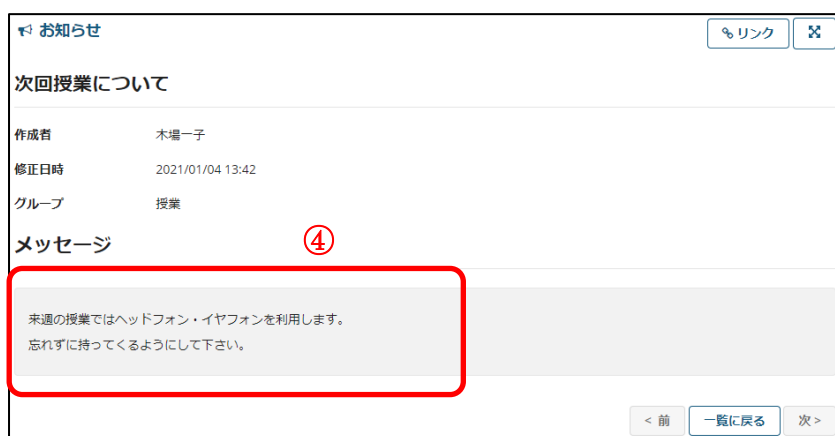 お知らせ
リンク
次回授業について
作成者 木場一子
修正日時 2021/01/04 13:42
グループ 授業
メッセージ
④
来週の授業ではヘッドフォン・イヤフォンを利用します。
忘れずに持ってくるようにして下さい。
< 前 一覧に戻る 次 >